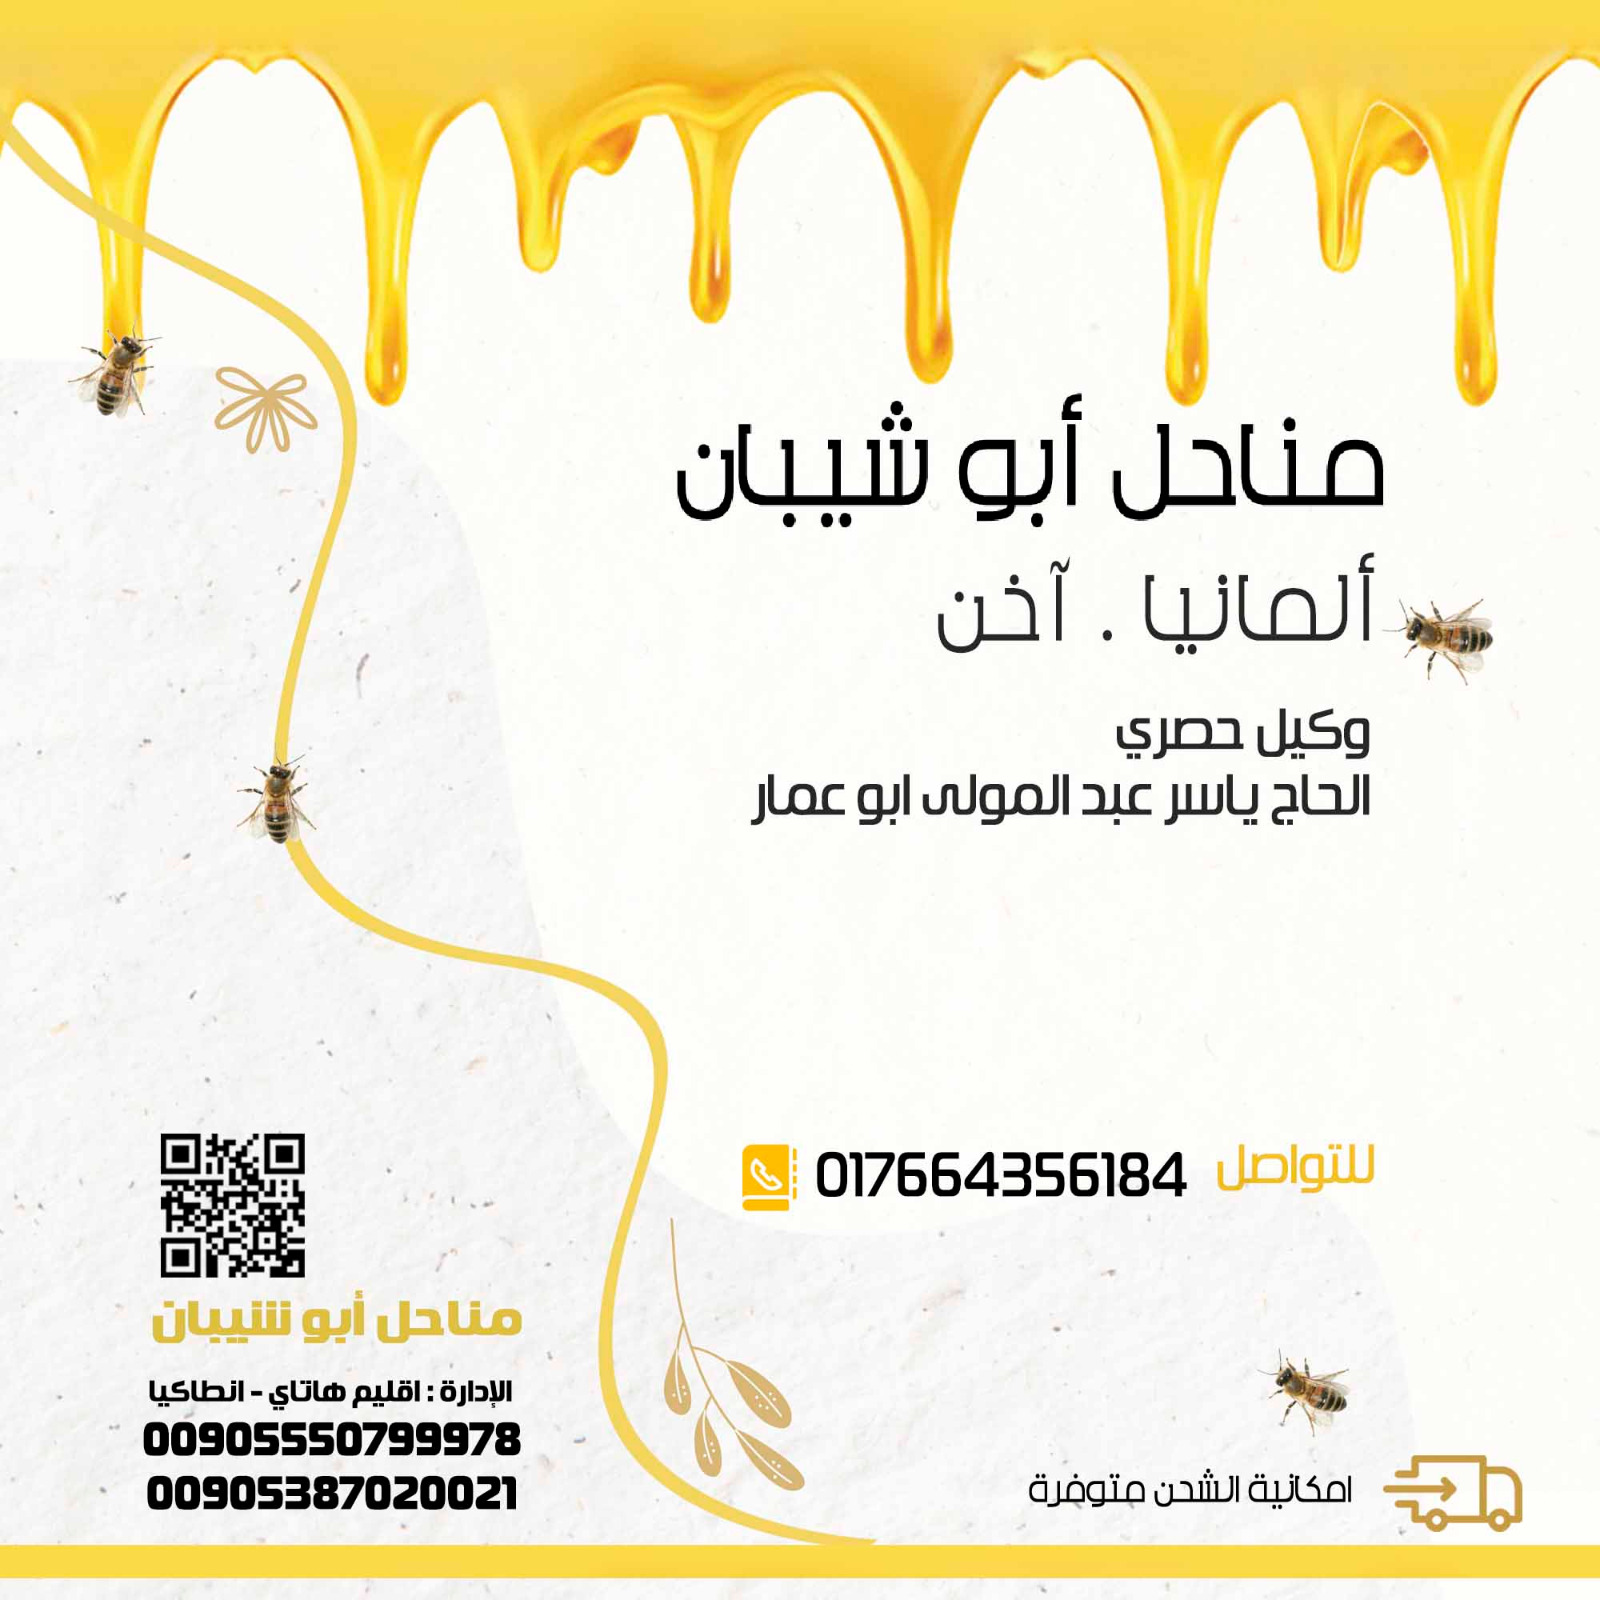 مناحل أبو شيبان
ألمانيا . آخن
وكيل حصري
الحاج ياسر عبد المولى ابو عمار
للتواصل 017664356184
مناحل أبو شيبان
الإدارة : اقليم هاتاي - انطاكيا
00905550799978
00905387020021
امكانية الشحن متوفرة